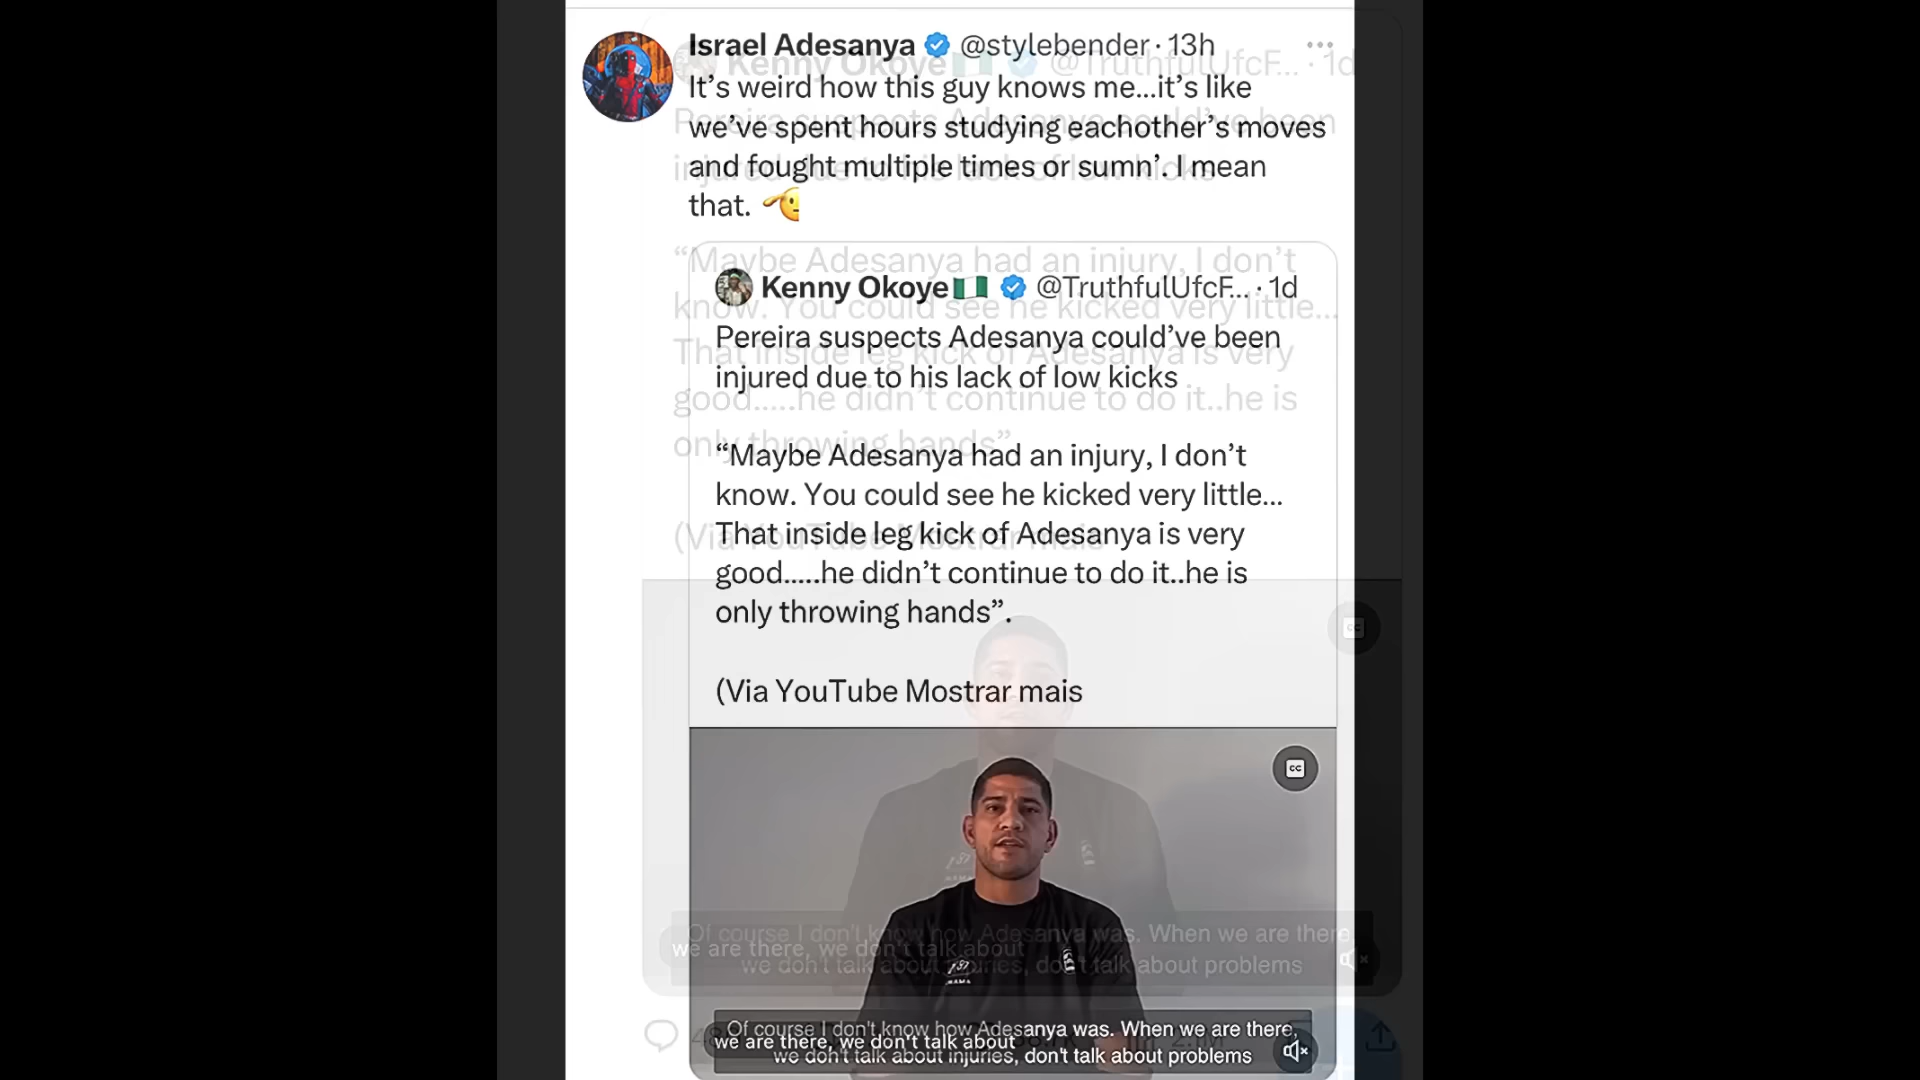 Israel Adesanya @stylebender · 13h
It's weird how this guy knows me...it's like
we've spent hours studying eachother's moves
and fought multiple times or sumn'. I mean
that.
Kenny Okoye @TruthfulUfcF... · 1d
Pereira suspects Adesanya could've been
injured due to his lack of low kicks
“Maybe Adesanya had an injury, I don't
know. You could see he kicked very little...
That inside leg kick of Adesanya is very
good.....he didn't continue to do it..he is
only throwing hands”.
(Via YouTube Mostrar mais
CC
Of course I don't know how Adesanya was. When we are there,
we are there, we don't talk about
we don't talk about injuries, don't talk about problems